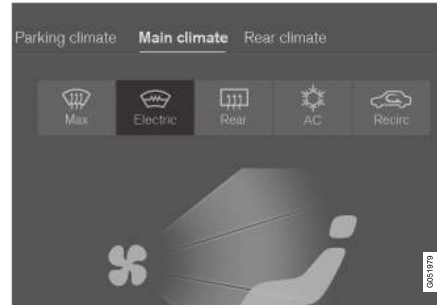 Parking climate Main climate Rear climate
Max Electric Rear AC Recirc
G051979